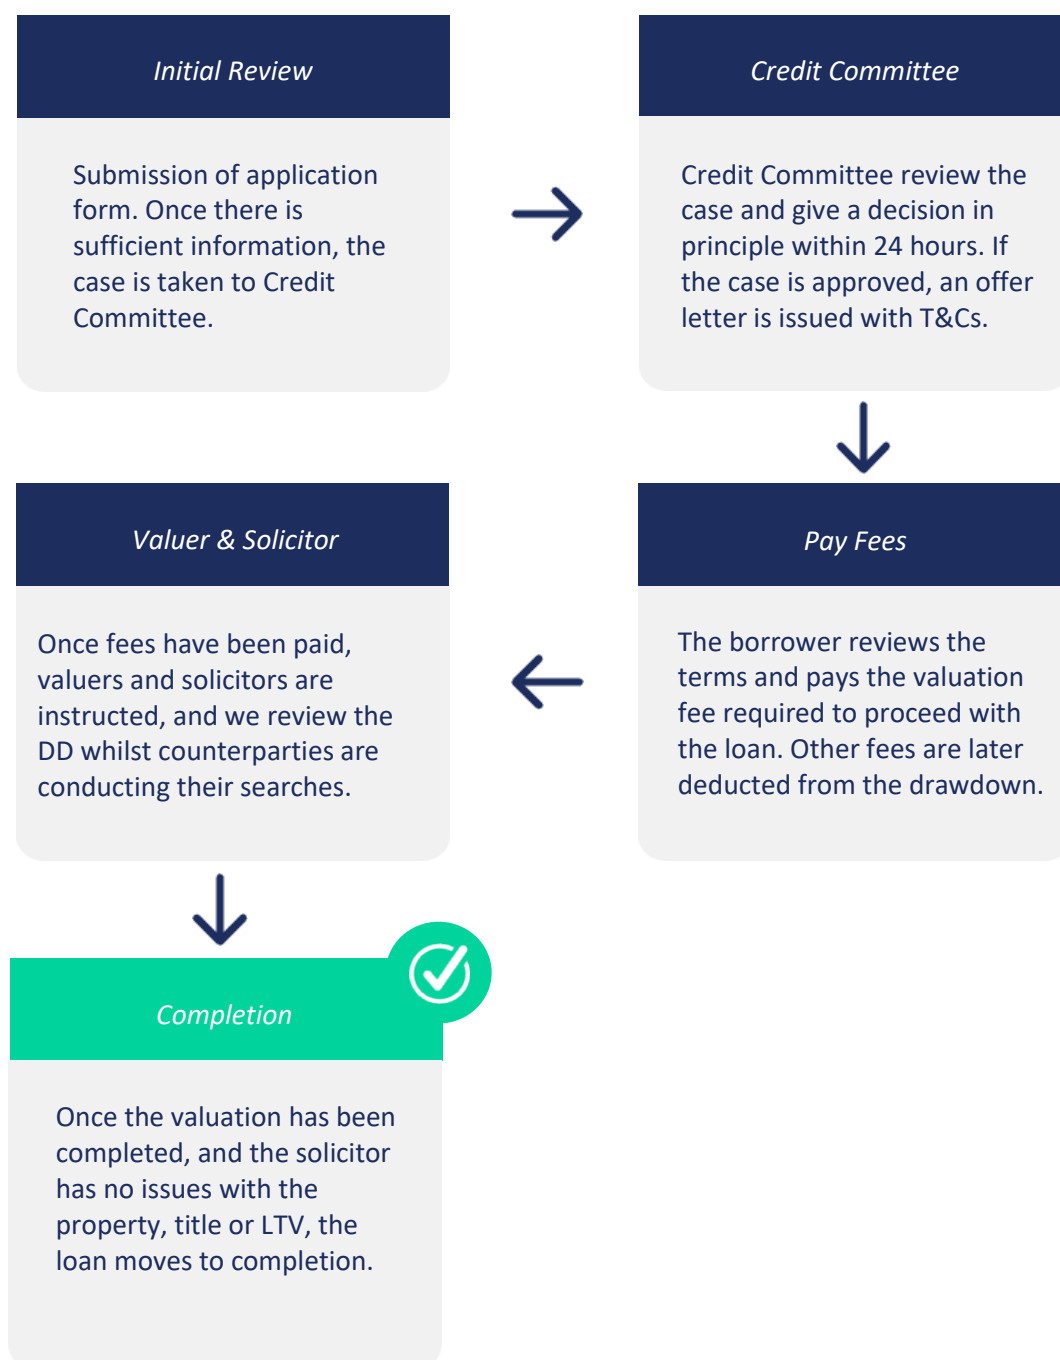 Initial Review
Submission of application
form. Once there is
sufficient information, the
case is taken to Credit
Committee.
Credit Committee
Credit Committee review the
case and give a decision in
principle within 24 hours. If
the case is approved, an offer
letter is issued with T&Cs.
Pay Fees
The borrower reviews the
terms and pays the valuation
fee required to proceed with
the loan. Other fees are later
deducted from the drawdown.
Valuer & Solicitor
Once fees have been paid,
valuers and solicitors are
instructed, and we review the
DD whilst counterparties are
conducting their searches.
Completion
Once the valuation has been
completed, and the solicitor
has no issues with the
property, title or LTV, the
loan moves to completion.